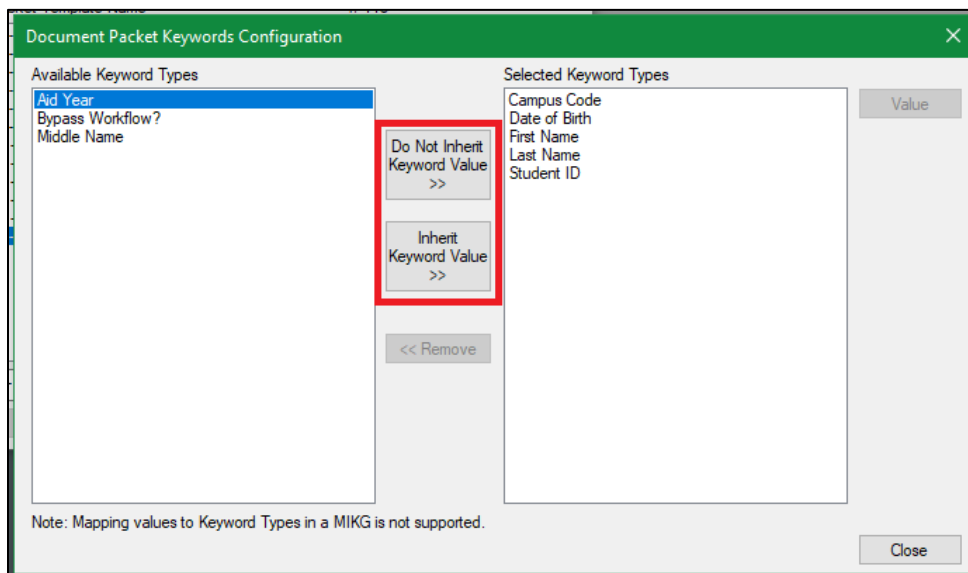 Document Packet Keywords Configuration
Available Keyword Types
Aid Year
Bypass Workflow?
Middle Name
Do Not Inherit
Keyword Value
>>
Inherit
Keyword Value
>>
<< Remove
Selected Keyword Types
Campus Code
Date of Birth
First Name
Last Name
Student ID
Value
Note: Mapping values to Keyword Types in a MIKG is not supported.
Close